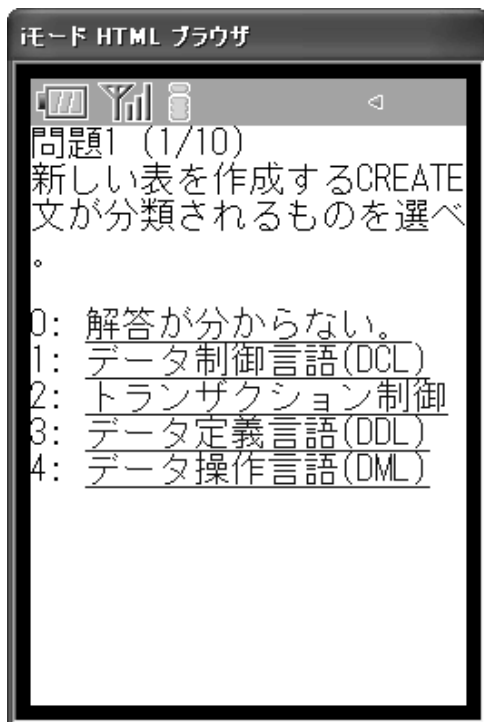 iモード HTML ブラウザ
問題1 (1/10)
新しい表を作成するCREATE
文が分類されるものを選べ
。
0: 解答が分からない。
1: データ制御言語(DCL)
2: トランザクション制御
3: データ定義言語(DDL)
4: データ操作言語(DML)